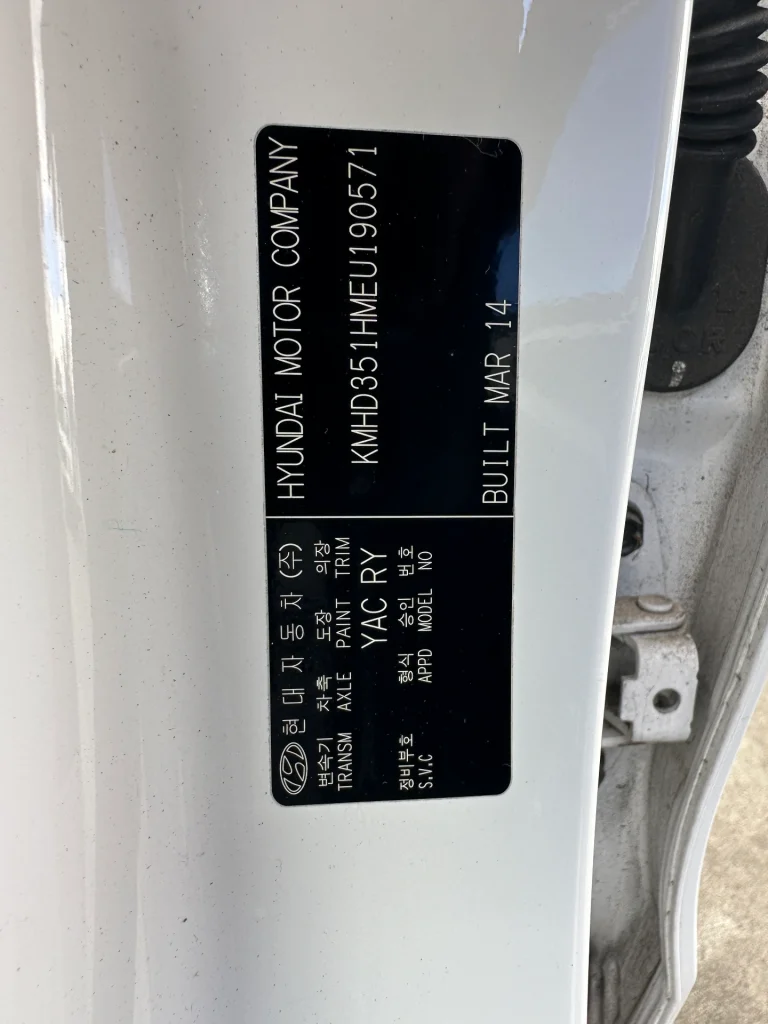 현대자동차(주)
변속기 차축 도장 의장
TRANSM AXLE PAINT TRIM
YAC RY
정비부호 형식 승인 번호
S.V.C APPD MODEL NO
HYUNDAI MOTOR COMPANY
KMHD351HMEU190571
BUILT MAR 14